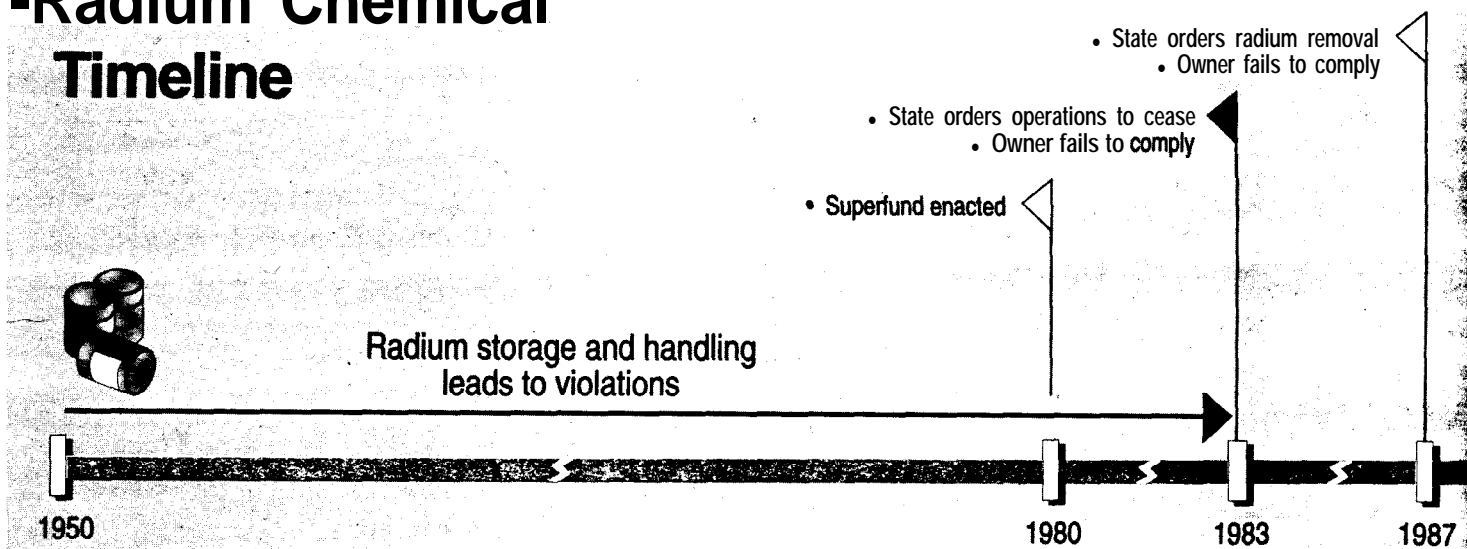 -Radium Chemical
Timeline
• State orders radium removal
• Owner fails to comply
• State orders operations to cease
• Owner fails to comply
• Superfund enacted
Radium storage and handling
leads to violations
1950
1980
1983
1987